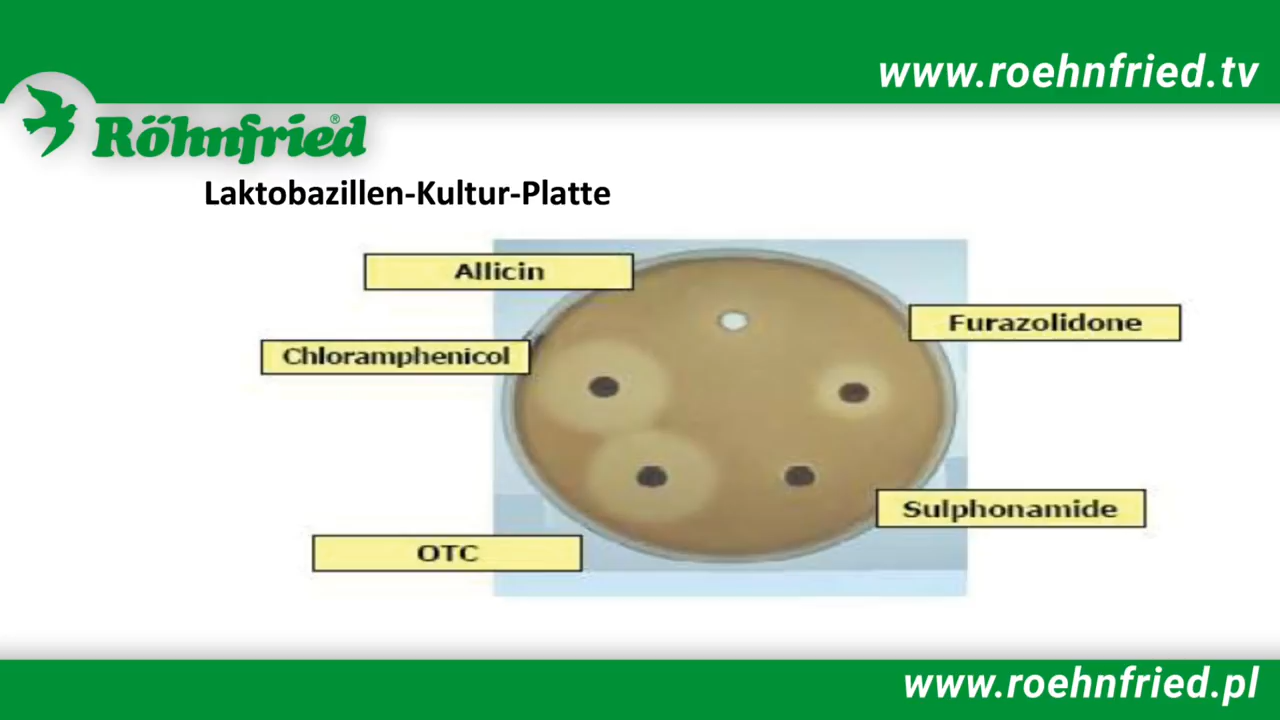 www.roehnfried.tv
Röhnfried®
Laktobazillen-Kultur-Platte
Allicin
Furazolidone
Chloramphenicol
Sulphonamide
OTC
www.roehnfried.pl